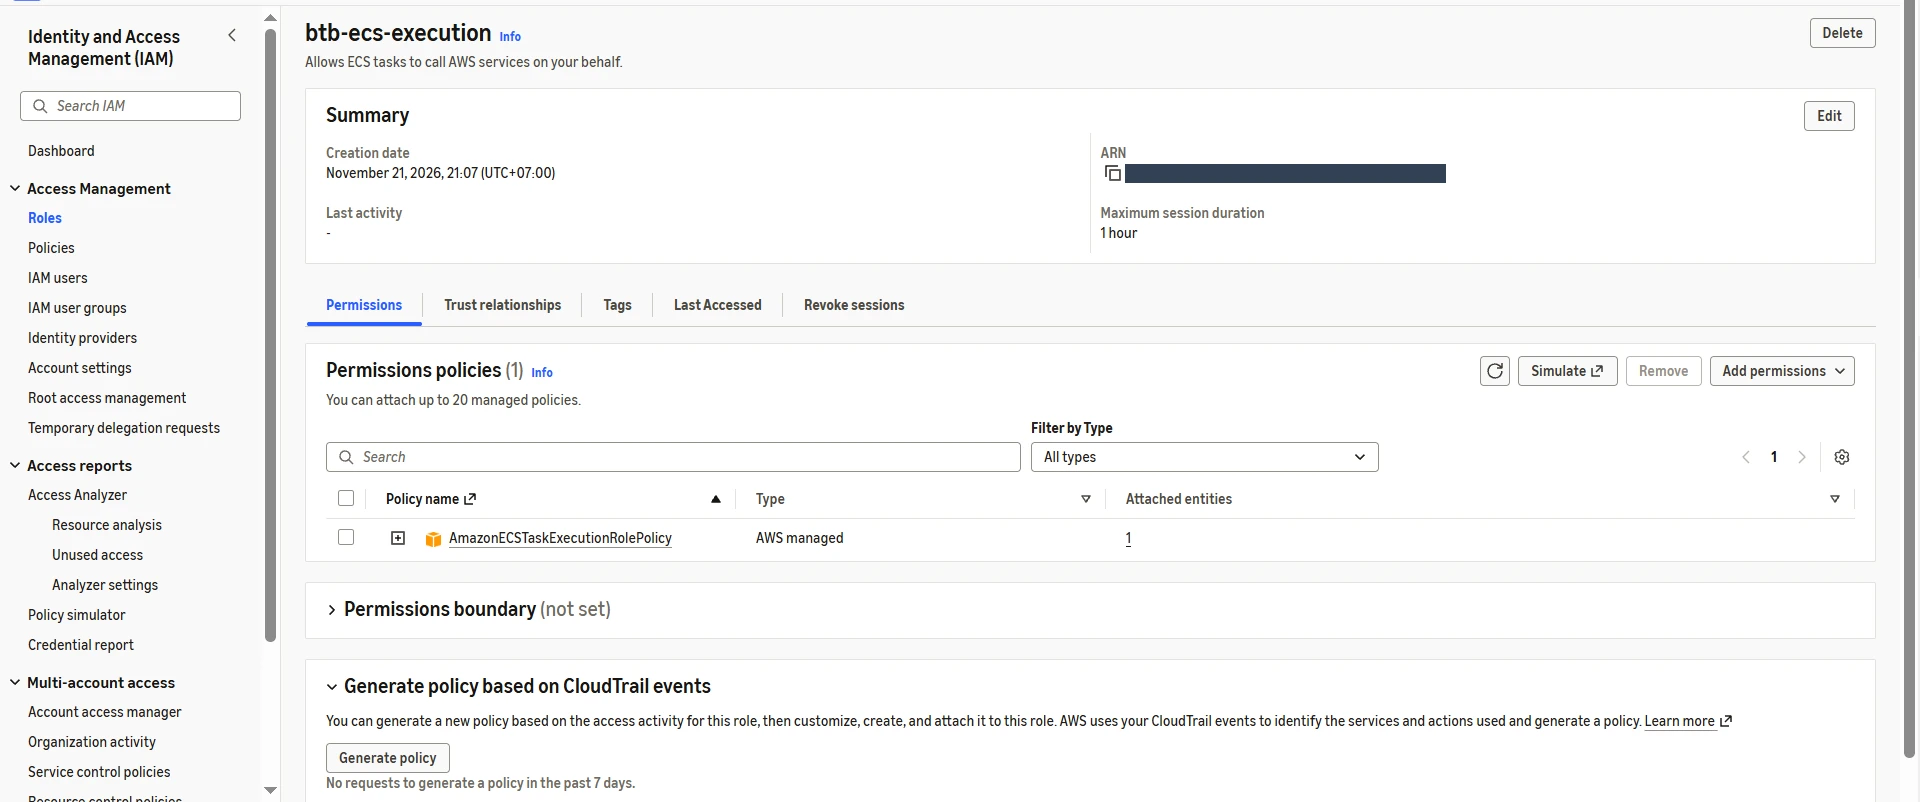 Identity and Access
Management (IAM)
Search IAM
Dashboard
Access Management
Roles
Policies
IAM users
IAM user groups
Identity providers
Account settings
Root access management
Temporary delegation requests
Access reports
Access Analyzer
Resource analysis
Unused access
Analyzer settings
Policy simulator
Credential report
Multi-account access
Account access manager
Organization activity
Service control policies
Resource control policies
btb-ecs-execution Info
Delete
Allows ECS tasks to call AWS services on your behalf.
Summary
Edit
Creation date
November 21, 2026, 21:07 (UTC+07:00)
ARN
Last activity
-
Maximum session duration
1 hour
Permissions
Trust relationships
Tags
Last Accessed
Revoke sessions
Permissions policies (1) Info
Simulate
Remove
Add permissions
You can attach up to 20 managed policies.
Filter by Type
Search
All types
1
Policy name
Type
Attached entities
AmazonECSTaskExecutionRolePolicy
AWS managed
1
Permissions boundary (not set)
Generate policy based on CloudTrail events
You can generate a new policy based on the access activity for this role, then customize, create, and attach it to this role. AWS uses your CloudTrail events to identify the services and actions used and generate a policy. Learn more
Generate policy
No requests to generate a policy in the past 7 days.